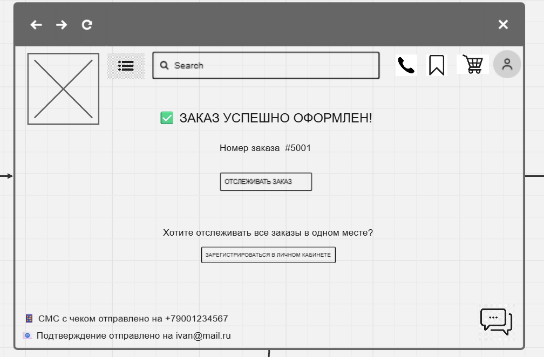 Search
ЗАКАЗ УСПЕШНО ОФОРМЛЕН!
Номер заказа #5001
ОТСЛЕЖИВАТЬ ЗАКАЗ
Хотите отслеживать все заказы в одном месте?
ЗАРЕГИСТРИРОВАТЬСЯ В ЛИЧНОМ КАБИНЕТЕ
СМС с чеком отправлено на +79001234567
Подтверждение отправлено на ivan@mail.ru